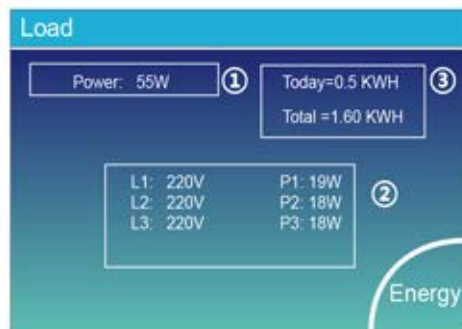 Load
Power: 55W ①
Today=0.5 KWH ③
Total =1.60 KWH
L1: 220V P1: 19W ②
L2: 220V P2: 18W
L3: 220V P3: 18W
Energy